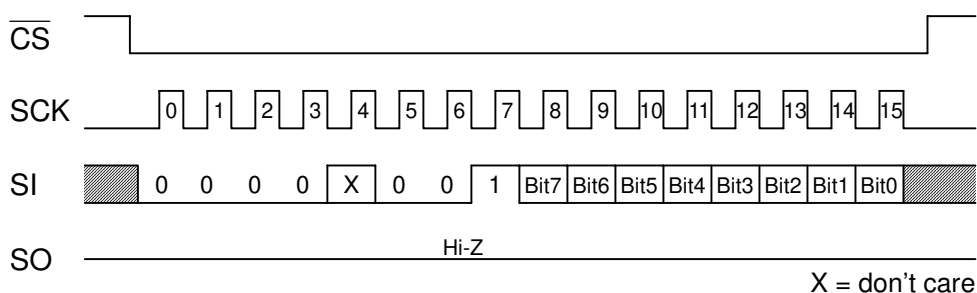 CS
SCK 0 1 2 3 4 5 6 7 8 9 10 11 12 13 14 15
SI 0 0 0 0 X 0 0 1 Bit7 Bit6 Bit5 Bit4 Bit3 Bit2 Bit1 Bit0
SO Hi-Z
X = don't care